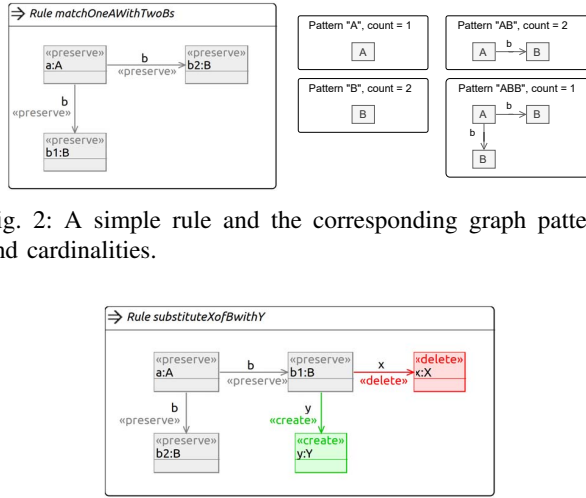 Rule matchOneAWithTwoBs
«preserve»
a:A
b
«preserve»
«preserve»
b2:B
b
«preserve»
«preserve»
b1:B
Pattern "A", count = 1
A
Pattern "AB", count = 2
A
b
B
Pattern "B", count = 2
B
Pattern "ABB", count = 1
A
b
B
b
B
ig. 2: A simple rule and the corresponding graph patte
nd cardinalities.
Rule substituteXofBwithY
«preserve»
a:A
b
«preserve»
«preserve»
b1:B
x
«delete»
«delete»
x:X
b
«preserve»
y
«create»
«preserve»
b2:B
«create»
y:Y